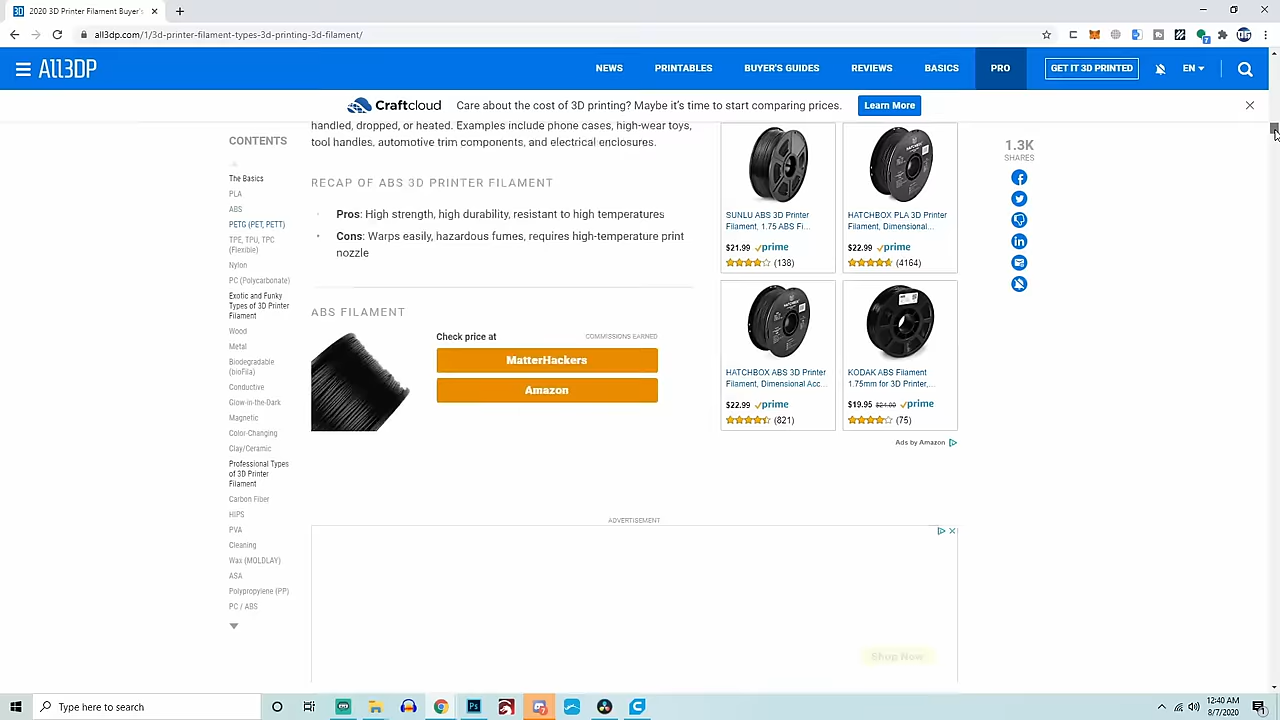 2020 3D Printer Filament Buyer's
all3dp.com/1/3d-printer-filament-types-3d-printing-3d-filament/
ALL3DP
NEWS
PRINTABLES
BUYER'S GUIDES
REVIEWS
BASICS
PRO
GET IT 3D PRINTED
EN
Craftcloud
Care about the cost of 3D printing? Maybe it's time to start comparing prices.
Learn More
CONTENTS
The Basics
PLA
ABS
PETG (PET, PETT)
TPE, TPU, TPC
(Flexible)
Nylon
PC (Polycarbonate)
Exotic and Funky
Types of 3D Printer
Filament
Wood
Metal
Biodegradable
(bioFila)
Conductive
Glow-in-the-Dark
Magnetic
Color-Changing
Clay/Ceramic
Professional Types
of 3D Printer
Filament
Carbon Fiber
HIPS
PVA
Cleaning
Wax (MOLDLAY)
ASA
Polypropylene (PP)
PC / ABS
handled, dropped, or heated. Examples include phone cases, high-wear toys,
tool handles, automotive trim components, and electrical enclosures.
RECAP OF ABS 3D PRINTER FILAMENT
Pros: High strength, high durability, resistant to high temperatures
Cons: Warps easily, hazardous fumes, requires high-temperature print
nozzle
ABS FILAMENT
Check price at
COMMISSIONS EARNED
MatterHackers
Amazon
SUNLU ABS 3D Printer
Filament, 1.75 ABS Fi...
$21.99 prime
(138)
HATCHBOX PLA 3D Printer
Filament, Dimensional...
$22.99 prime
(4164)
HATCHBOX ABS 3D Printer
Filament, Dimensional Acc...
$22.99 prime
(821)
KODAK ABS Filament
1.75mm for 3D Printer,...
$19.95 $24.00 prime
(75)
Ads by Amazon
1.3K
SHARES
ADVERTISEMENT
Shop Now
Type here to search
12:40 AM
8/7/2020